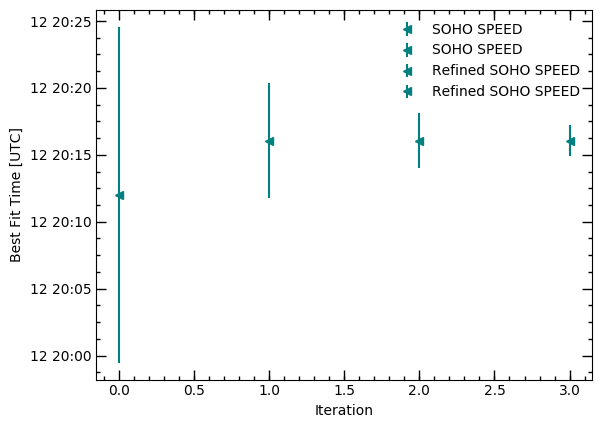 SOHO SPEED
SOHO SPEED
Refined SOHO SPEED
Refined SOHO SPEED
Best Fit Time [UTC]
12 20:25
12 20:20
12 20:15
12 20:10
12 20:05
12 20:00
0.0 0.5 1.0 1.5 2.0 2.5 3.0
Iteration